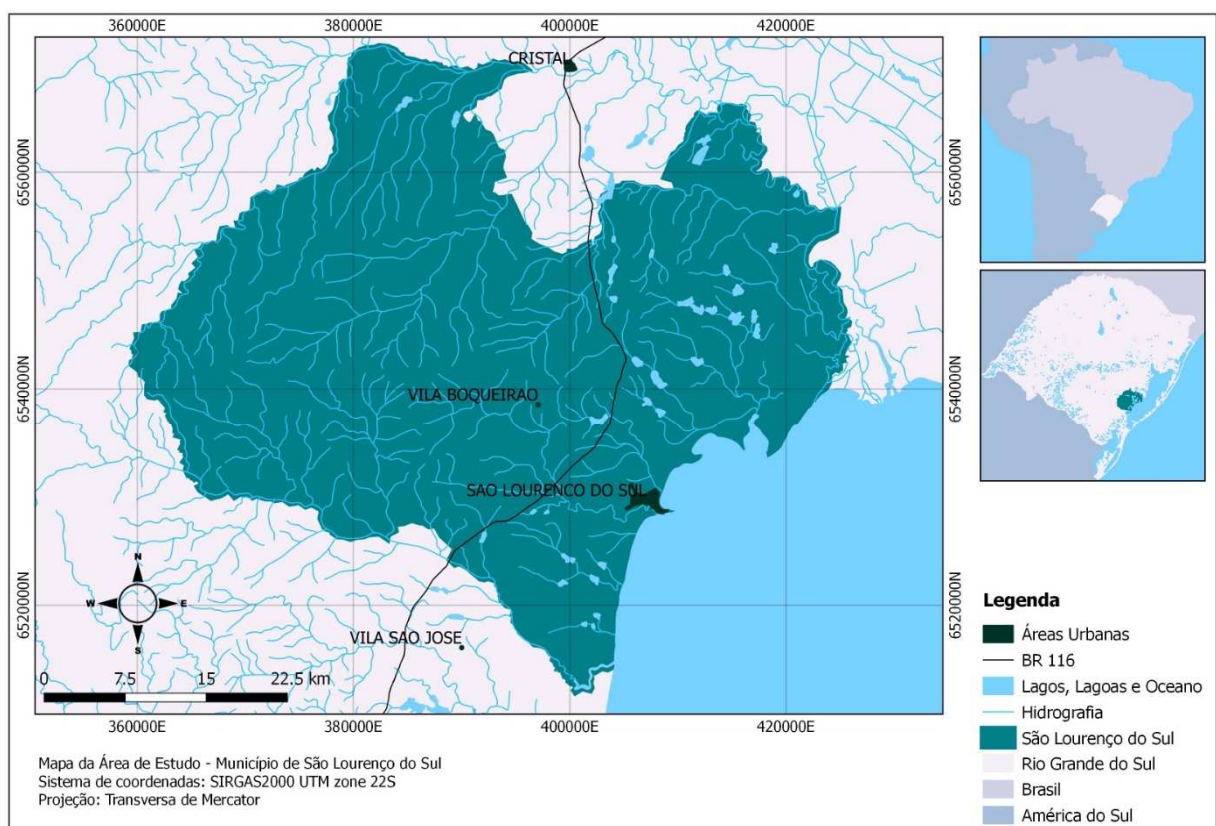 360000E 380000E 400000E 420000E
CRISTAL
6560000N 6560000N
6540000N 6540000N
VILA BOQUEIRAO
SAO LOURENCO DO SUL
N
W E
S
6520000N 6520000N
VILA SAO JOSE
0 7.5 15 22.5 km
360000E 380000E 400000E 420000E
Mapa da Área de Estudo - Município de São Lourenço do Sul
Sistema de coordenadas: SIRGAS2000 UTM zone 22S
Projeção: Transversa de Mercator
Legenda
Áreas Urbanas
BR 116
Lagos, Lagoas e Oceano
Hidrografia
São Lourenço do Sul
Rio Grande do Sul
Brasil
América do Sul